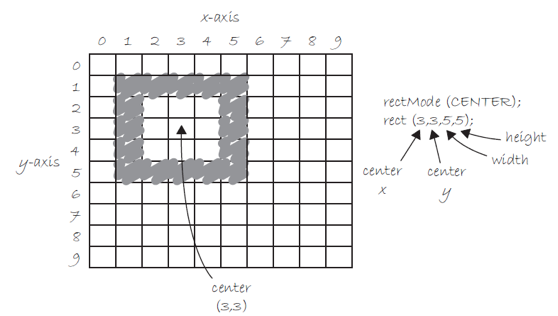 x-axis
0 1 2 3 4 5 6 7 8 9
0
1
2
3
4
5
6
7
8
9
y-axis
center
(3,3)
rectMode (CENTER);
rect (3,3,5,5);
height
width
center
x
center
y